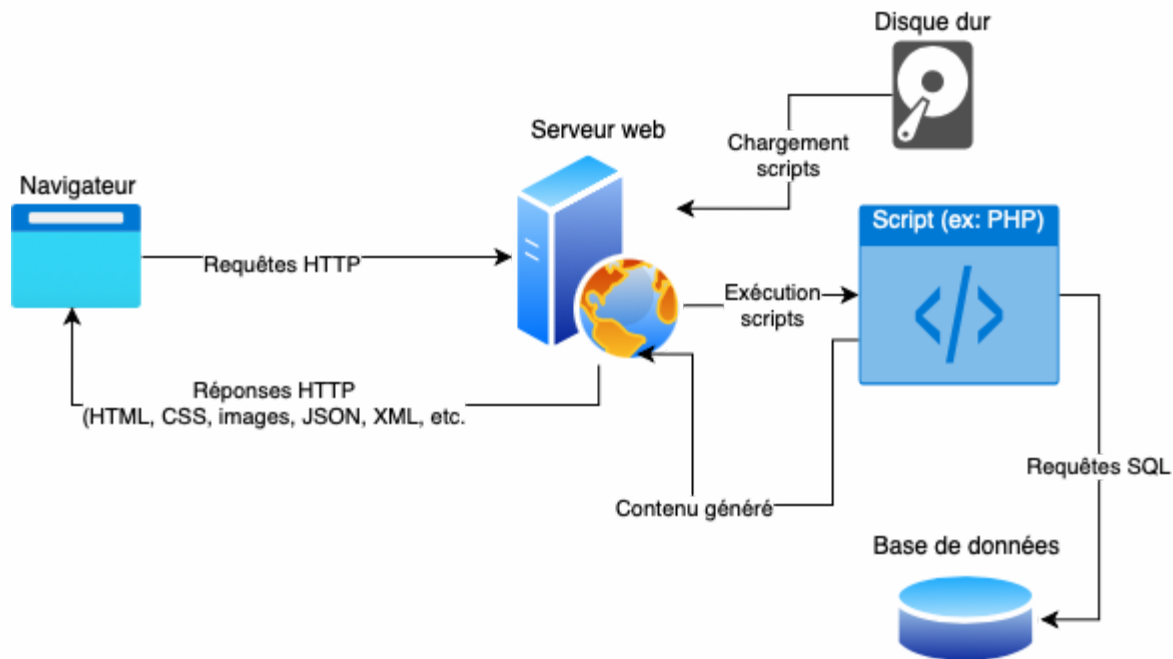 Disque dur
Serveur web
Chargement
scripts
Navigateur
Script (ex: PHP)
Requêtes HTTP
Exécution
scripts
Réponses HTTP
(HTML, CSS, images, JSON, XML, etc.
Requêtes SQL
Contenu généré
Base de données